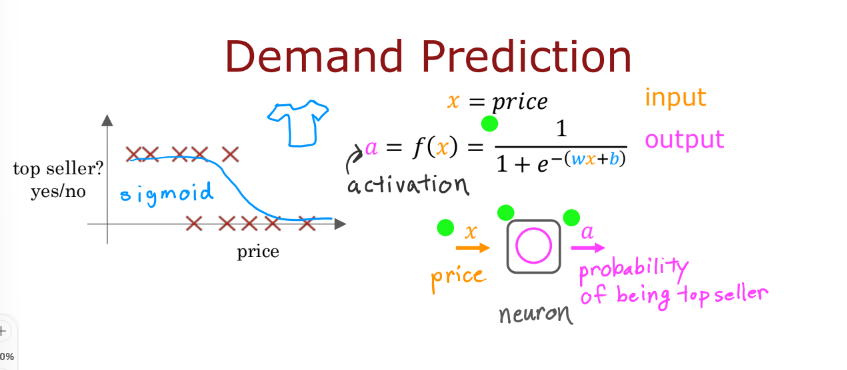 Demand Prediction
x = price input
a = f(x) = 1 / 1 + e^-(wx+b) output
activation
top seller?
yes/no
sigmoid
price
x a
price
probability
of being top seller
neuron
+
0%